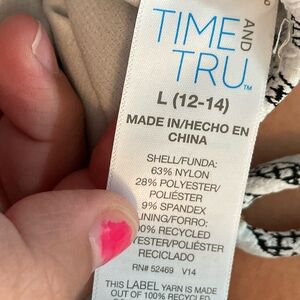 TIME AND TRU™
L (12-14)
MADE IN/HECHO EN
CHINA
SHELL/FUNDA:
63% NYLON
28% POLYESTER/
POLIÉSTER
9% SPANDEX
LINING/FORRO:
RECYCLED
POLIÉSTER
RECICLADO
RN# 52469 V14
THIS LABEL YARN IS MADE
OUT OF 100% RECYCLED